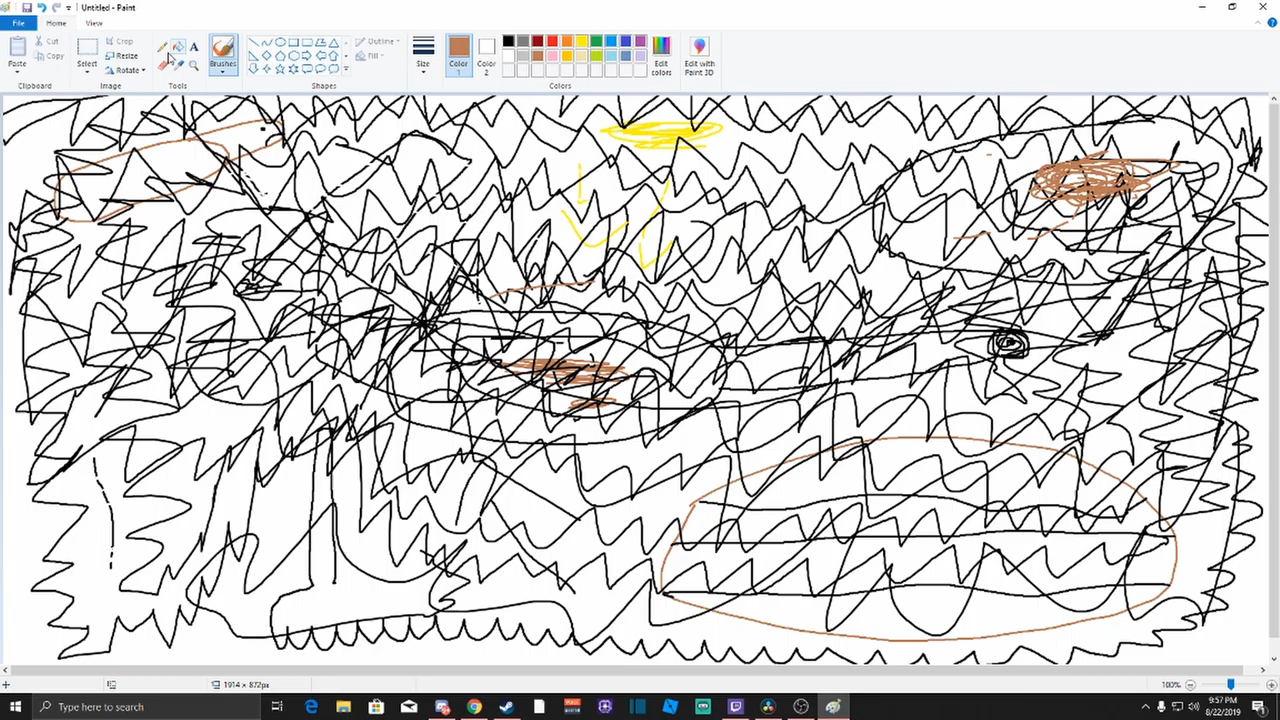 Untitled - Paint
File
Home
View
Paste
Cut
Copy
Clipboard
Select
Crop
Resize
Rotate
Image
A
Tools
Brushes
Outline
Fill
Shapes
Size
Color 1
Color 2
Edit colors
Colors
Edit with Paint 3D
1914 × 872px
100%
Type here to search
9:57 PM
8/22/2019